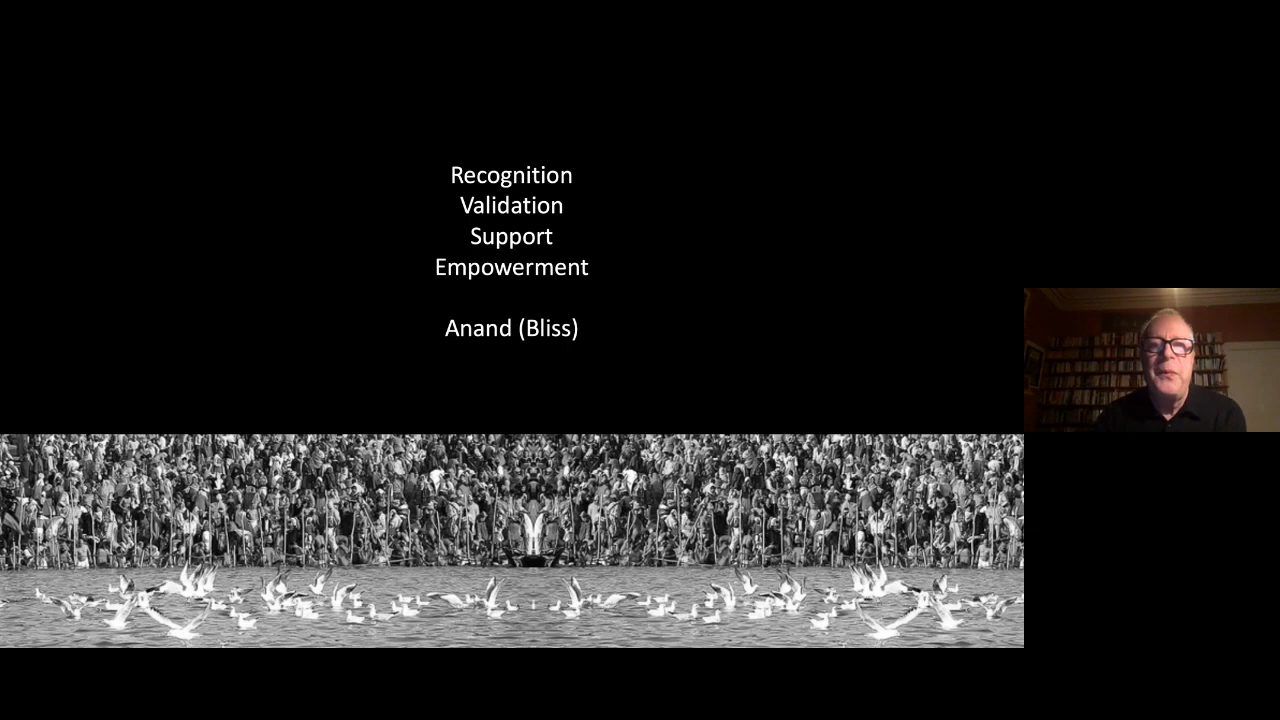 Recognition
Validation
Support
Empowerment
Anand (Bliss)